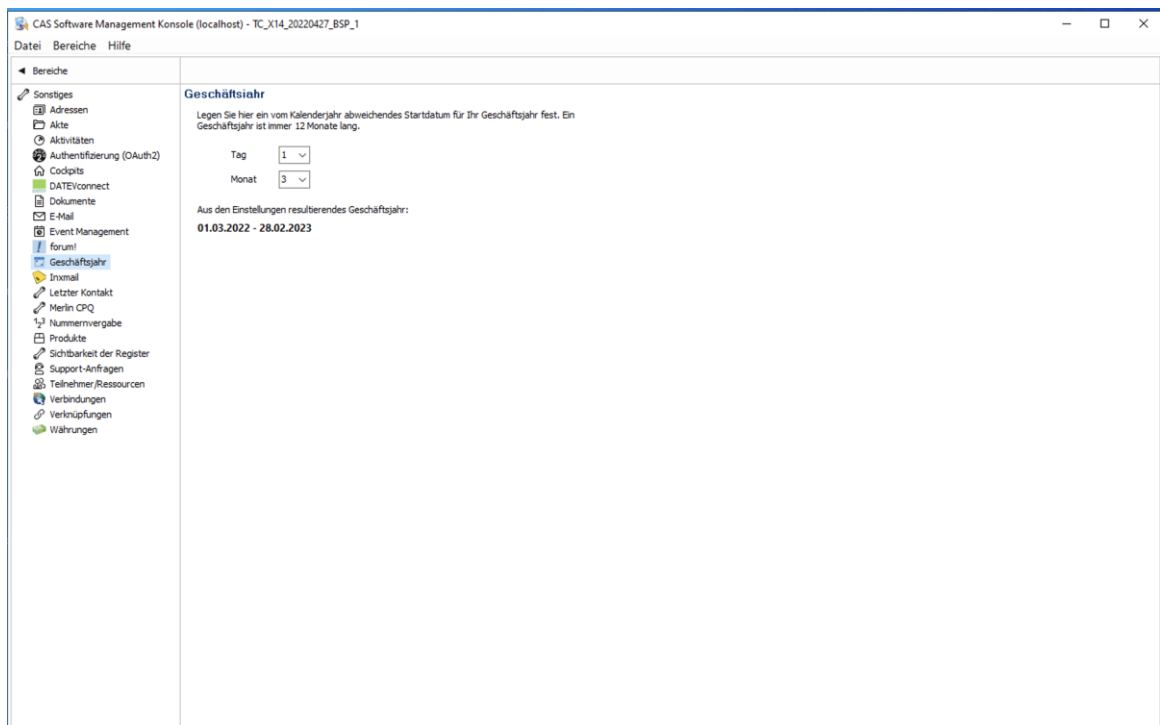 CAS Software Management Konsole (localhost) - TC_X14_20220427_BSP_1
Datei Bereiche Hilfe
Bereiche
Sonstiges
Adressen
Akte
Aktivitäten
Authentifizierung (OAuth2)
Cockpits
DATEVconnect
Dokumente
E-Mail
Event Management
forum!
Geschäftsjahr
Inxmail
Letzter Kontakt
Merlin CPQ
Nummernvergabe
Produkte
Sichtbarkeit der Register
Support-Anfragen
Teilnehmer/Ressourcen
Verbindungen
Verknüpfungen
Währungen
Geschäftsjahr
Legen Sie hier ein vom Kalenderjahr abweichendes Startdatum für Ihr Geschäftsjahr fest. Ein
Geschäftsjahr ist immer 12 Monate lang.
Tag 1
Monat 3
Aus den Einstellungen resultierendes Geschäftsjahr:
01.03.2022 - 28.02.2023